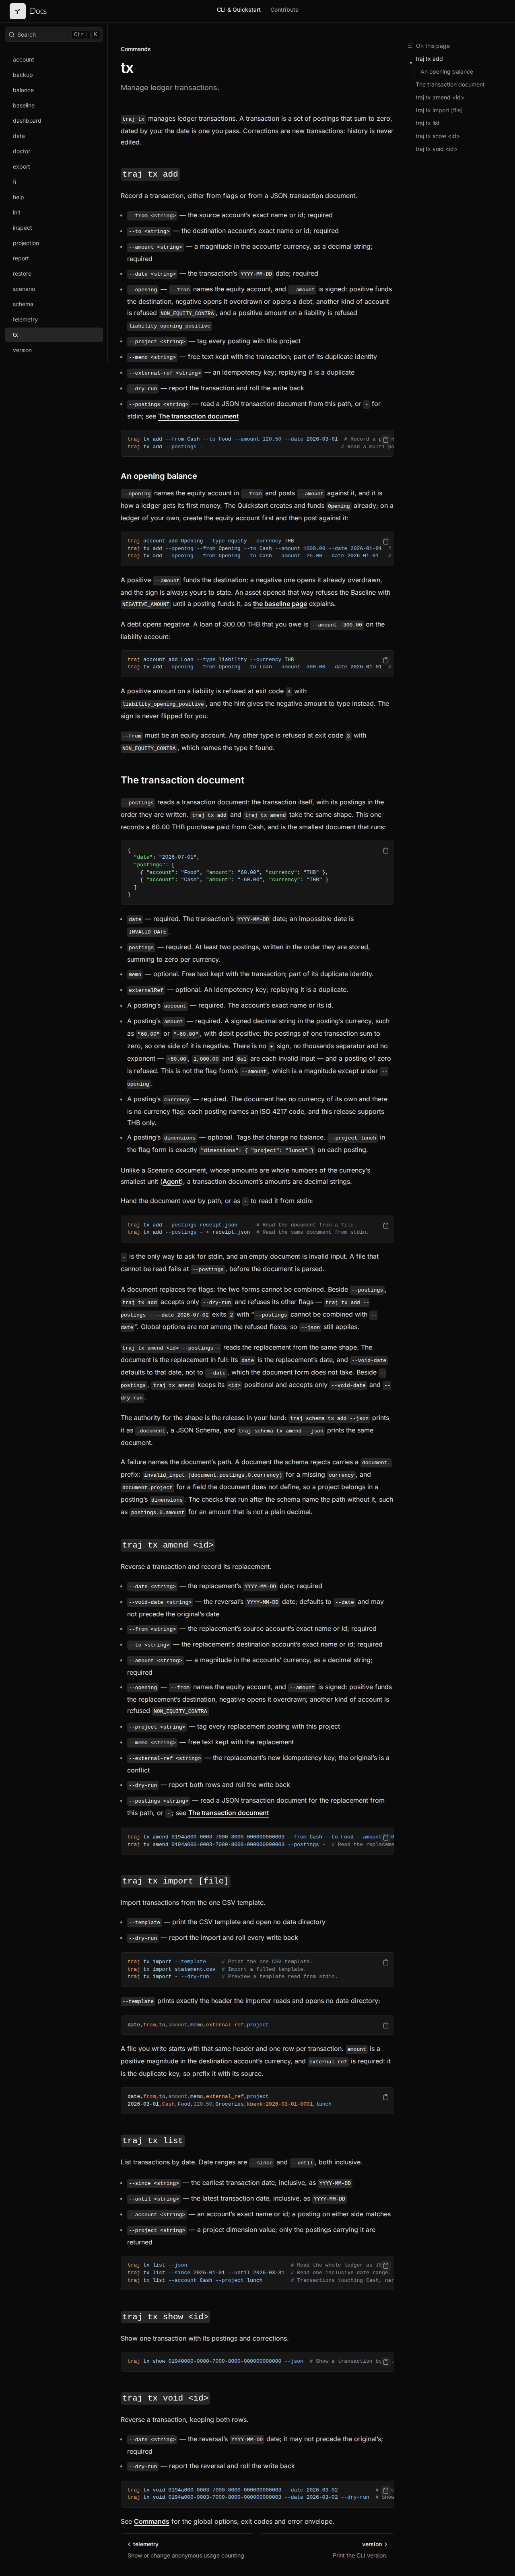 Docs
CLI & Quickstart
Contribute
Search
Ctrl K
account
backup
balance
baseline
dashboard
data
doctor
export
fi
help
init
inspect
projection
report
restore
scenario
schema
telemetry
tx
version
Commands
tx
Manage ledger transactions.
traj tx manages ledger transactions. A transaction is a set of postings that sum to zero,
dated by you: the date is one you pass. Corrections are new transactions: history is never
edited.
traj tx add
Record a transaction, either from flags or from a JSON transaction document.
• --from <string> — the source account's exact name or id; required
• --to <string> — the destination account's exact name or id; required
• --amount <string> — a magnitude in the accounts' currency, as a decimal string;
required
• --date <string> — the transaction's YYYY-MM-DD date; required
• --opening — --from names the equity account, and --amount is signed: positive funds
the destination, negative opens it overdrawn or opens a debt; another kind of account
is refused NON_EQUITY_CONTRA, and a positive amount on a liability is refused
liability_opening_positive
• --project <string> — tag every posting with this project
• --memo <string> — free text kept with the transaction; part of its duplicate identity
• --external-ref <string> — an idempotency key; replaying it is a duplicate
• --dry-run — report the transaction and roll the write back
• --postings <string> — read a JSON transaction document from this path, or - for
stdin; see The transaction document
traj tx add --from Cash --to Food --amount 120.50 --date 2026-03-01 # Record a
traj tx add --postings - # Read a multi-po
An opening balance
--opening names the equity account in --from and posts --amount against it, and it is
how a ledger gets its first money. The Quickstart creates and funds Opening already; on a
ledger of your own, create the equity account first and then post against it:
traj account add Opening --type equity --currency THB
traj tx add --opening --from Opening --to Cash --amount 1000.00 --date 2026-01-01 #
traj tx add --opening --from Opening --to Cash --amount -25.00 --date 2026-01-01 #
A positive --amount funds the destination; a negative one opens it already overdrawn,
and the sign is always yours to state. An asset opened that way refuses the Baseline with
NEGATIVE_AMOUNT until a posting funds it, as the baseline page explains.
A debt opens negative. A loan of 300.00 THB that you owe is --amount -300.00 on the
liability account:
traj account add Loan --type liability --currency THB
traj tx add --opening --from Opening --to Loan --amount -300.00 --date 2026-01-01 #
A positive amount on a liability is refused at exit code 3 with
liability_opening_positive, and the hint gives the negative amount to type instead. The
sign is never flipped for you.
--from must be an equity account. Any other type is refused at exit code 3 with
NON_EQUITY_CONTRA, which names the type it found.
The transaction document
--postings reads a transaction document: the transaction itself, with its postings in the
order they are written. traj tx add and traj tx amend take the same shape. This one
records a 60.00 THB purchase paid from Cash, and is the smallest document that runs:
{
"date": "2026-07-01",
"postings": [
{ "account": "Food", "amount": "60.00", "currency": "THB" },
{ "account": "Cash", "amount": "-60.00", "currency": "THB" }
]
}
• date — required. The transaction's YYYY-MM-DD date; an impossible date is
INVALID_DATE.
• postings — required. At least two postings, written in the order they are stored,
summing to zero per currency.
• memo — optional. Free text kept with the transaction; part of its duplicate identity.
• externalRef — optional. An idempotency key; replaying it is a duplicate.
• A posting's account — required. The account's exact name or its id.
• A posting's amount — required. A signed decimal string in the posting's currency, such
as "60.00" or "-60.00", with debit positive: the postings of one transaction sum to
zero, so one side of it is negative. There is no + sign, no thousands separator and no
exponent — +60.00, 1,000.00 and 6e1 are each invalid input — and a posting of zero
is refused. This is not the flag form's --amount, which is a magnitude except under --
opening.
• A posting's currency — required. The document has no currency of its own and there
is no currency flag: each posting names an ISO 4217 code, and this release supports
THB only.
• A posting's dimensions — optional. Tags that change no balance. --project lunch in
the flag form is exactly "dimensions": { "project": "lunch" } on each posting.
Unlike a Scenario document, whose amounts are whole numbers of the currency's
smallest unit (Agent), a transaction document's amounts are decimal strings.
Hand the document over by path, or as - to read it from stdin:
traj tx add --postings receipt.json # Read the document from a file.
traj tx add --postings - < receipt.json # Read the same document from stdin.
- is the only way to ask for stdin, and an empty document is invalid input. A file that
cannot be read fails at --postings, before the document is parsed.
A document replaces the flags: the two forms cannot be combined. Beside --postings,
traj tx add accepts only --dry-run and refuses its other flags — traj tx add --
postings - --date 2026-07-02 exits 2 with "--postings cannot be combined with --
date". Global options are not among the refused fields, so --json still applies.
traj tx amend <id> --postings - reads the replacement from the same shape. The
document is the replacement in full: its date is the replacement's date, and --void-date
defaults to that date, not to --date, which the document form does not take. Beside --
postings, traj tx amend keeps its <id> positional and accepts only --void-date and --
dry-run.
The authority for the shape is the release in your hand: traj schema tx add --json prints
it as .document, a JSON Schema, and traj schema tx amend --json prints the same
document.
A failure names the document's path. A document the schema rejects carries a document.
prefix: invalid_input (document.postings.0.currency) for a missing currency, and
document.project for a field the document does not define, so a project belongs in a
posting's dimensions. The checks that run after the schema name the path without it, such
as postings.0.amount for an amount that is not a plain decimal.
traj tx amend <id>
Reverse a transaction and record its replacement.
• --date <string> — the replacement's YYYY-MM-DD date; required
• --void-date <string> — the reversal's YYYY-MM-DD date; defaults to --date and may
not precede the original's date
• --from <string> — the replacement's source account's exact name or id; required
• --to <string> — the replacement's destination account's exact name or id; required
• --amount <string> — a magnitude in the accounts' currency, as a decimal string;
required
• --opening — --from names the equity account, and --amount is signed: positive funds
the replacement's destination, negative opens it overdrawn; another kind of account is
refused NON_EQUITY_CONTRA
• --project <string> — tag every replacement posting with this project
• --memo <string> — free text kept with the replacement
• --external-ref <string> — the replacement's new idempotency key; the original's is a
conflict
• --dry-run — report both rows and roll the write back
• --postings <string> — read a JSON transaction document for the replacement from
this path, or -; see The transaction document
traj tx amend 0194a000-0003-7000-8000-000000000003 --from Cash --to Food --amount
traj tx amend 0194a000-0003-7000-8000-000000000003 --postings - # Read the replaceme
traj tx import [file]
Import transactions from the one CSV template.
• --template — print the CSV template and open no data directory
• --dry-run — report the import and roll every write back
traj tx import --template # Print the one CSV template.
traj tx import statement.csv # Import a filled template.
traj tx import - --dry-run # Preview a template read from stdin.
--template prints exactly the header the importer reads and opens no data directory:
date,from,to,amount,memo,external_ref,project
A file you write starts with that same header and one row per transaction. amount is a
positive magnitude in the destination account's currency, and external_ref is required: it
is the duplicate key, so prefix it with its source.
date,from,to,amount,memo,external_ref,project
2026-03-01,Cash,Food,120.50,Groceries,kbank:2026-03-01-0001,lunch
traj tx list
List transactions by date. Date ranges are --since and --until, both inclusive.
• --since <string> — the earliest transaction date, inclusive, as YYYY-MM-DD
• --until <string> — the latest transaction date, inclusive, as YYYY-MM-DD
• --account <string> — an account's exact name or id; a posting on either side matches
• --project <string> — a project dimension value; only the postings carrying it are
returned
traj tx list --json # Read the whole ledger as JS
traj tx list --since 2026-01-01 --until 2026-03-31 # Read one inclusive date range.
traj tx list --account Cash --project lunch # Transactions touching Cash, nar
traj tx show <id>
Show one transaction with its postings and corrections.
traj tx show 01940000-0000-7000-8000-000000000000 --json # Show a transaction by
traj tx void <id>
Reverse a transaction, keeping both rows.
• --date <string> — the reversal's YYYY-MM-DD date; it may not precede the original's;
required
• --dry-run — report the reversal and roll the write back
traj tx void 0194a000-0003-7000-8000-000000000003 --date 2026-03-02 #
traj tx void 0194a000-0003-7000-8000-000000000003 --date 2026-03-02 --dry-run # Show
See Commands for the global options, exit codes and error envelope.
telemetry
Show or change anonymous usage counting.
version
Print the CLI version.
On this page
traj tx add
An opening balance
The transaction document
traj tx amend <id>
traj tx import [file]
traj tx list
traj tx show <id>
traj tx void <id>